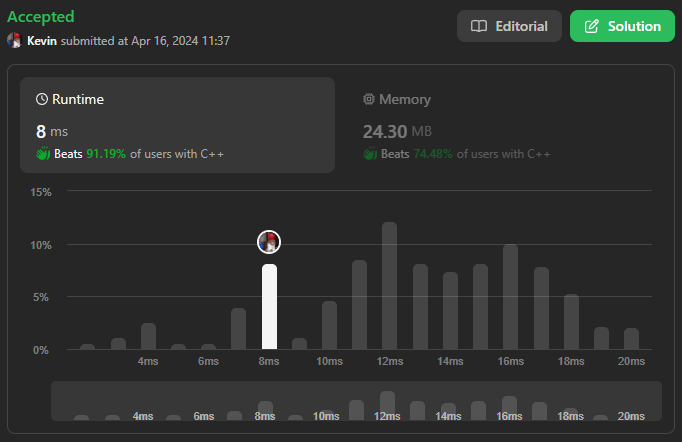 Accepted
Editorial
Solution
Kevin submitted at Apr 16, 2024 11:37
Runtime
8 ms
Beats 91.19% of users with C++
Memory
24.30 MB
Beats 74.48% of users with C++
15%
10%
5%
0%
4ms 6ms 8ms 10ms 12ms 14ms 16ms 18ms 20ms
4ms 6ms 8ms 10ms 12ms 14ms 16ms 18ms 20ms